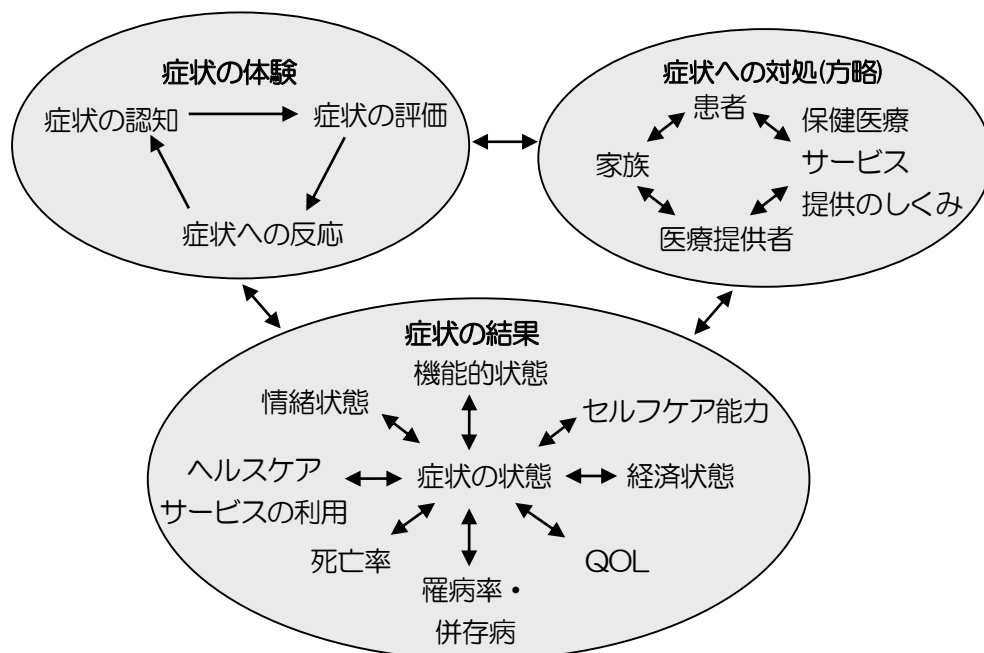 症状の体験
症状の認知
症状の評価
症状への反応
症状への対処(方略)
患者
家族
保健医療
サービス
提供のしくみ
医療提供者
症状の結果
機能的状態
情緒状態
セルフケア能力
ヘルスケア
サービスの利用
症状の状態
経済状態
死亡率
QOL
罹病率・
併存病